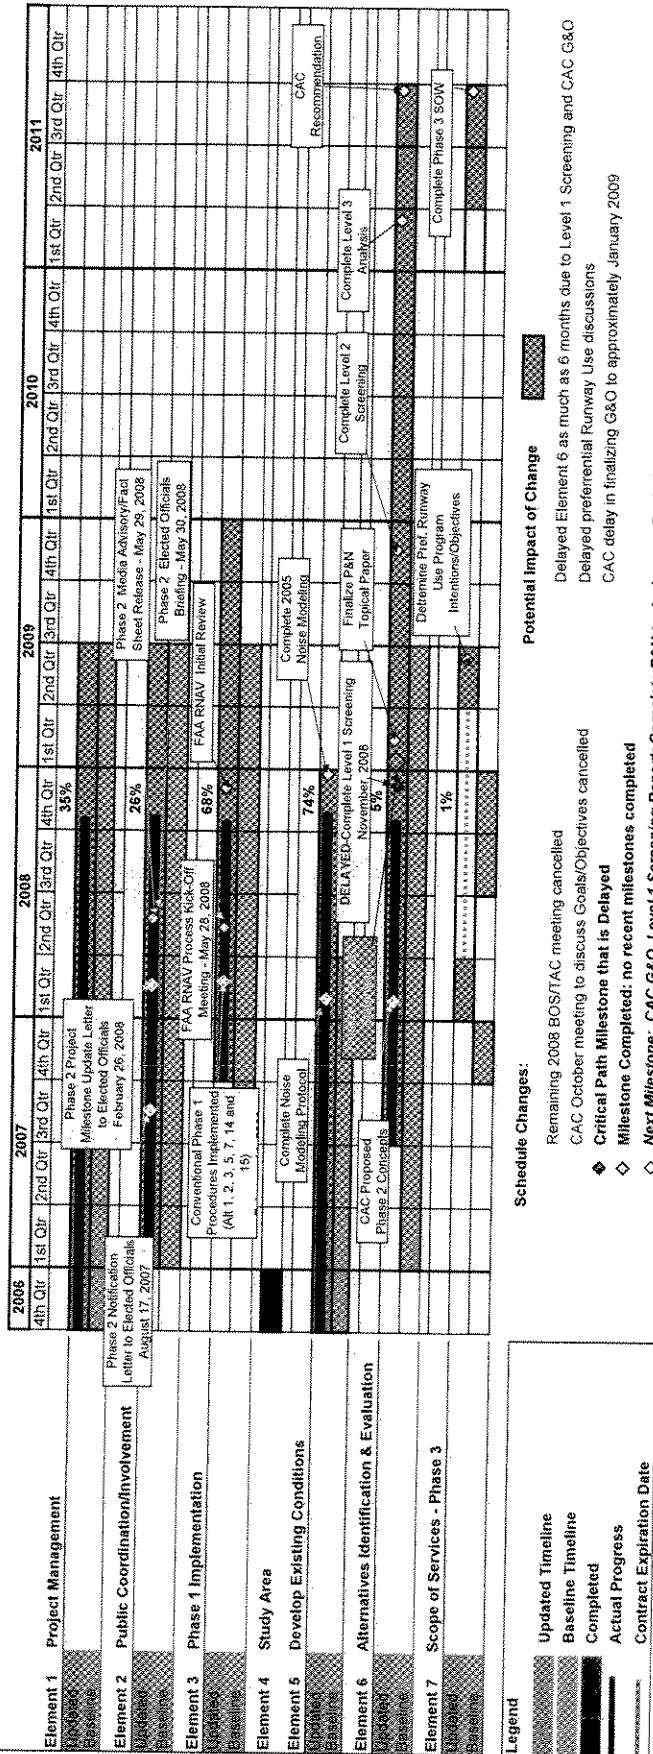 2006 2007 2008 2009 2010 2011
4th Qtr 1st Qtr 2nd Qtr 3rd Qtr 4th Qtr 1st Qtr 2nd Qtr 3rd Qtr 4th Qtr 1st Qtr 2nd Qtr 3rd Qtr 4th Qtr 1st Qtr 2nd Qtr 3rd Qtr 4th Qtr 1st Qtr 2nd Qtr 3rd Qtr 4th Qtr
Element 1 Project Management
Updated
Baseline
35%
Phase 2 Project
Milestone Update Letter
to Elected Officials
February 26, 2008
Phase 2 Notification
Letter to Elected Officials
August 17, 2007
Phase 2 Media Advisory/Fact
Sheet Release - May 29, 2008
Element 2 Public Coordination/Involvement
Updated
Baseline
26%
Phase 2 Elected Officials
Briefing - May 30, 2008
FAA RNAV Process Kick-Off
Meeting - May 28, 2008
FAA RNAV Initial Review
Element 3 Phase 1 Implementation
Updated
Baseline
68%
Conventional Phase 1
Procedures Implemented
(Alt 1, 2, 3, 5, 7, 14 and
15)
Element 4 Study Area
Complete Noise
Modeling Protocol
Complete 2005
Noise Modeling
Element 5 Develop Existing Conditions
Updated
Baseline
74%
DELAYED-Complete Level 1 Screening
November, 2008
Finalize P&N
Topical Paper
Complete Level 2
Screening
Complete Level 3
Analysis
CAC
Recommendation
Element 6 Alternatives Identification & Evaluation
Updated
Baseline
5%
CAC Proposed
Phase 2 Concepts
Detremine Pref. Runway
Use Program
Intentions/Objectives
Complete Phase 3 SOW
Element 7 Scope of Services - Phase 3
Updated
Baseline
1%
Legend
Updated Timeline
Baseline Timeline
Completed
Actual Progress
Contract Expiration Date
Schedule Changes:
Remaining 2008 BOS/TAC meeting cancelled
CAC October meeting to discuss Goals/Objectives cancelled
Critical Path Milestone that is Delayed
Milestone Completed: no recent milestones completed
Next Milestone: CAC G&O, Level 1 Screening Report,
Potential Impact of Change
Delayed Element 6 as much as 6 months due to Level 1 Screening and CAC G&O
Delayed preferrential Runway Use discussions
CAC delay in finalizing G&O to approximately January 2009